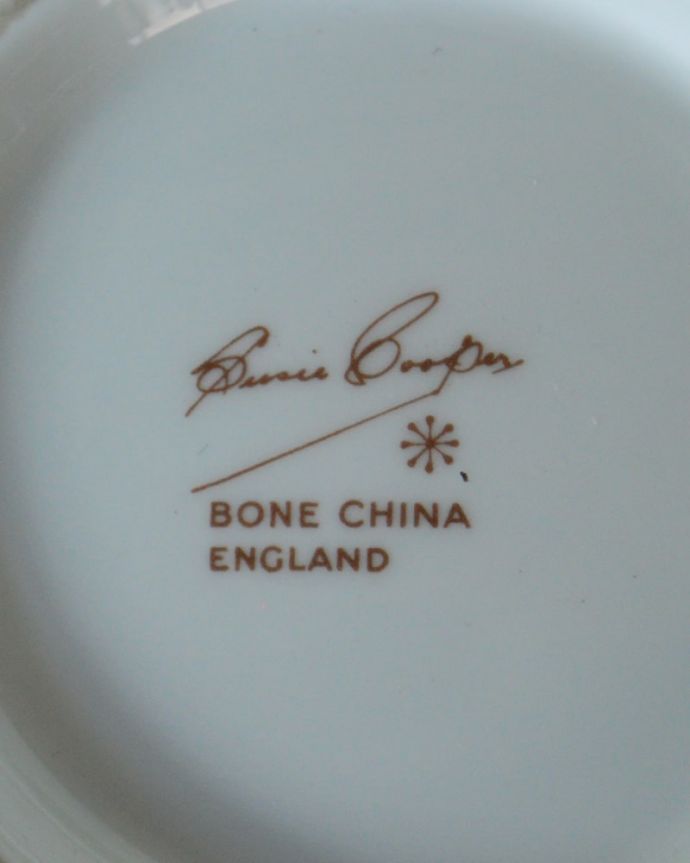 Susie Cooper
BONE CHINA
ENGLAND